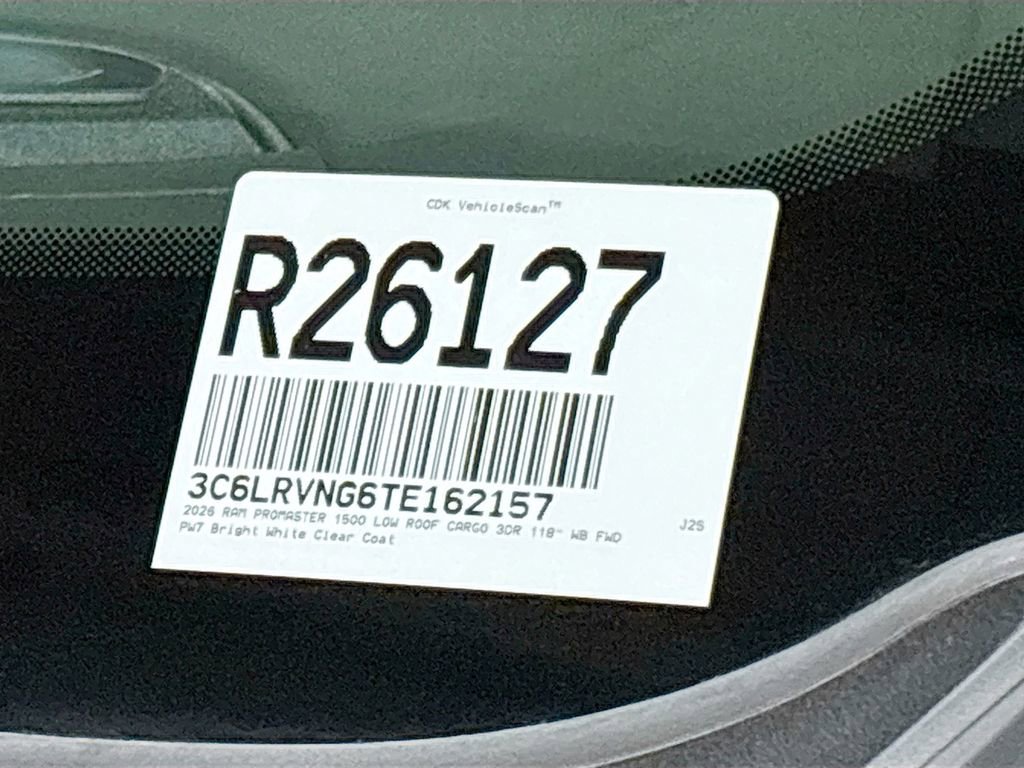 CDK VehicleScan™
R26127
3C6LRVNG6TE162157
2026 RAM PROMASTER 1500 LOW ROOF CARGO 3DR 118" WB FWD
J2S
PW7 Bright White Clear Coat